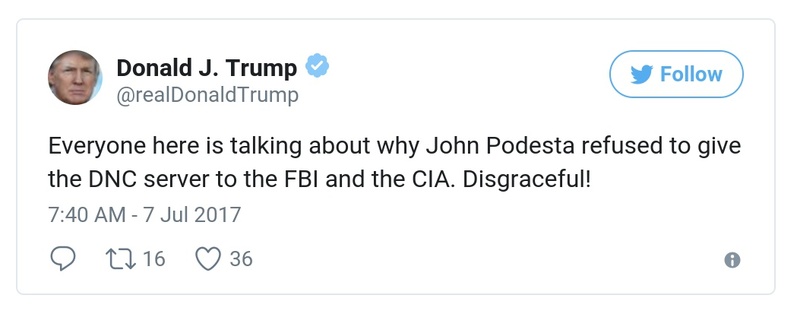 Donald J. Trump
@realDonaldTrump
Follow
Everyone here is talking about why John Podesta refused to give
the DNC server to the FBI and the CIA. Disgraceful!
7:40 AM - 7 Jul 2017
16 36